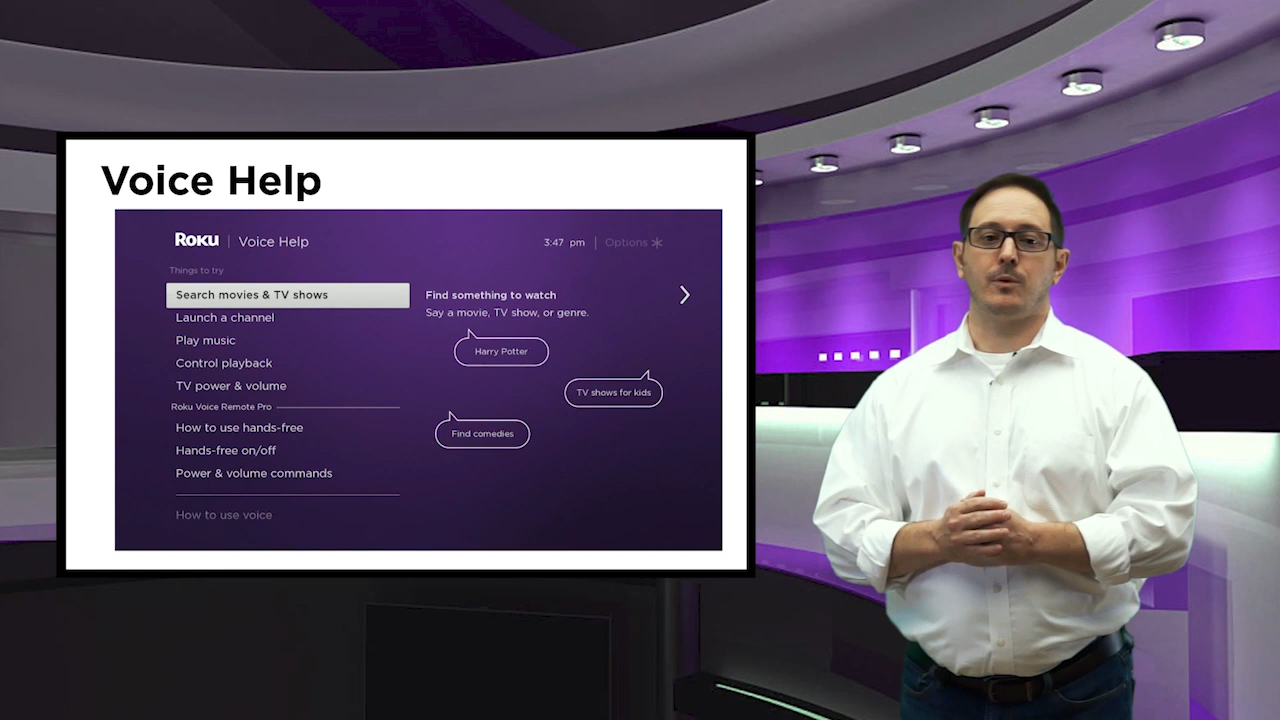 Voice Help
Roku | Voice Help
3:47 pm | Options
Things to try
Search movies & TV shows
Launch a channel
Play music
Control playback
TV power & volume
Roku Voice Remote Pro
How to use hands-free
Hands-free on/off
Power & volume commands
How to use voice
Find something to watch
Say a movie, TV show, or genre.
Harry Potter
TV shows for kids
Find comedies